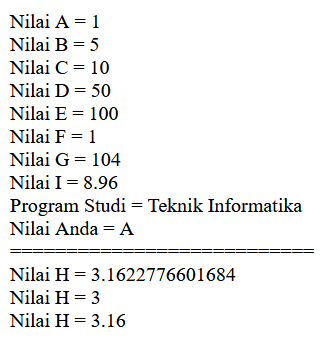 Nilai A = 1
Nilai B = 5
Nilai C = 10
Nilai D = 50
Nilai E = 100
Nilai F = 1
Nilai G = 104
Nilai I = 8.96
Program Studi = Teknik Informatika
Nilai Anda = A
===========================
Nilai H = 3.1622776601684
Nilai H = 3
Nilai H = 3.16